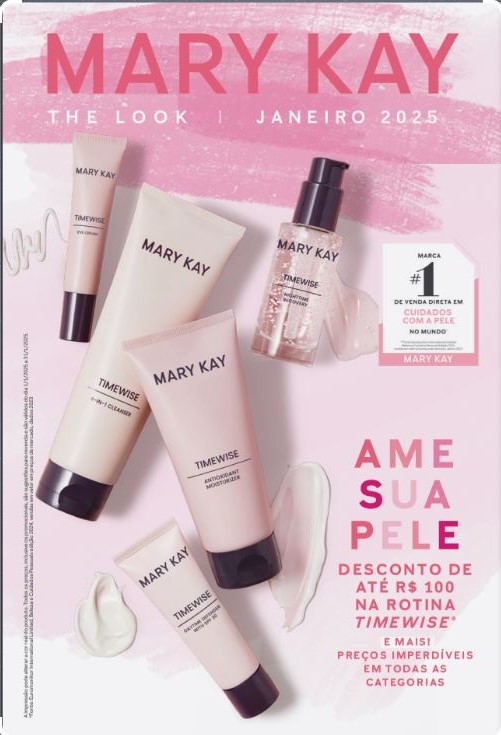 MARY KAY
THE LOOK | JANEIRO 2025
MARY KAY
TIMEWISE
EYE CREAM
MARY KAY
TIMEWISE
4-IN-1 CLEANSER
MARY KAY
TIMEWISE
NIGHTTIME
RECOVERY
MARCA
#1
DE VENDA DIRETA EM
CUIDADOS
COM A PELE
NO MUNDO*
MARY KAY
MARY KAY
TIMEWISE
ANTIOXIDANT
MOISTURIZER
MARY KAY
TIMEWISE
DAYTIME DEFENDER
WITH SPF 30
AME
SUA
PELE
DESCONTO DE
ATÉ R$ 100
NA ROTINA
TIMEWISE*
E MAIS!
PREÇOS IMPERDÍVEIS
EM TODAS AS
CATEGORIAS